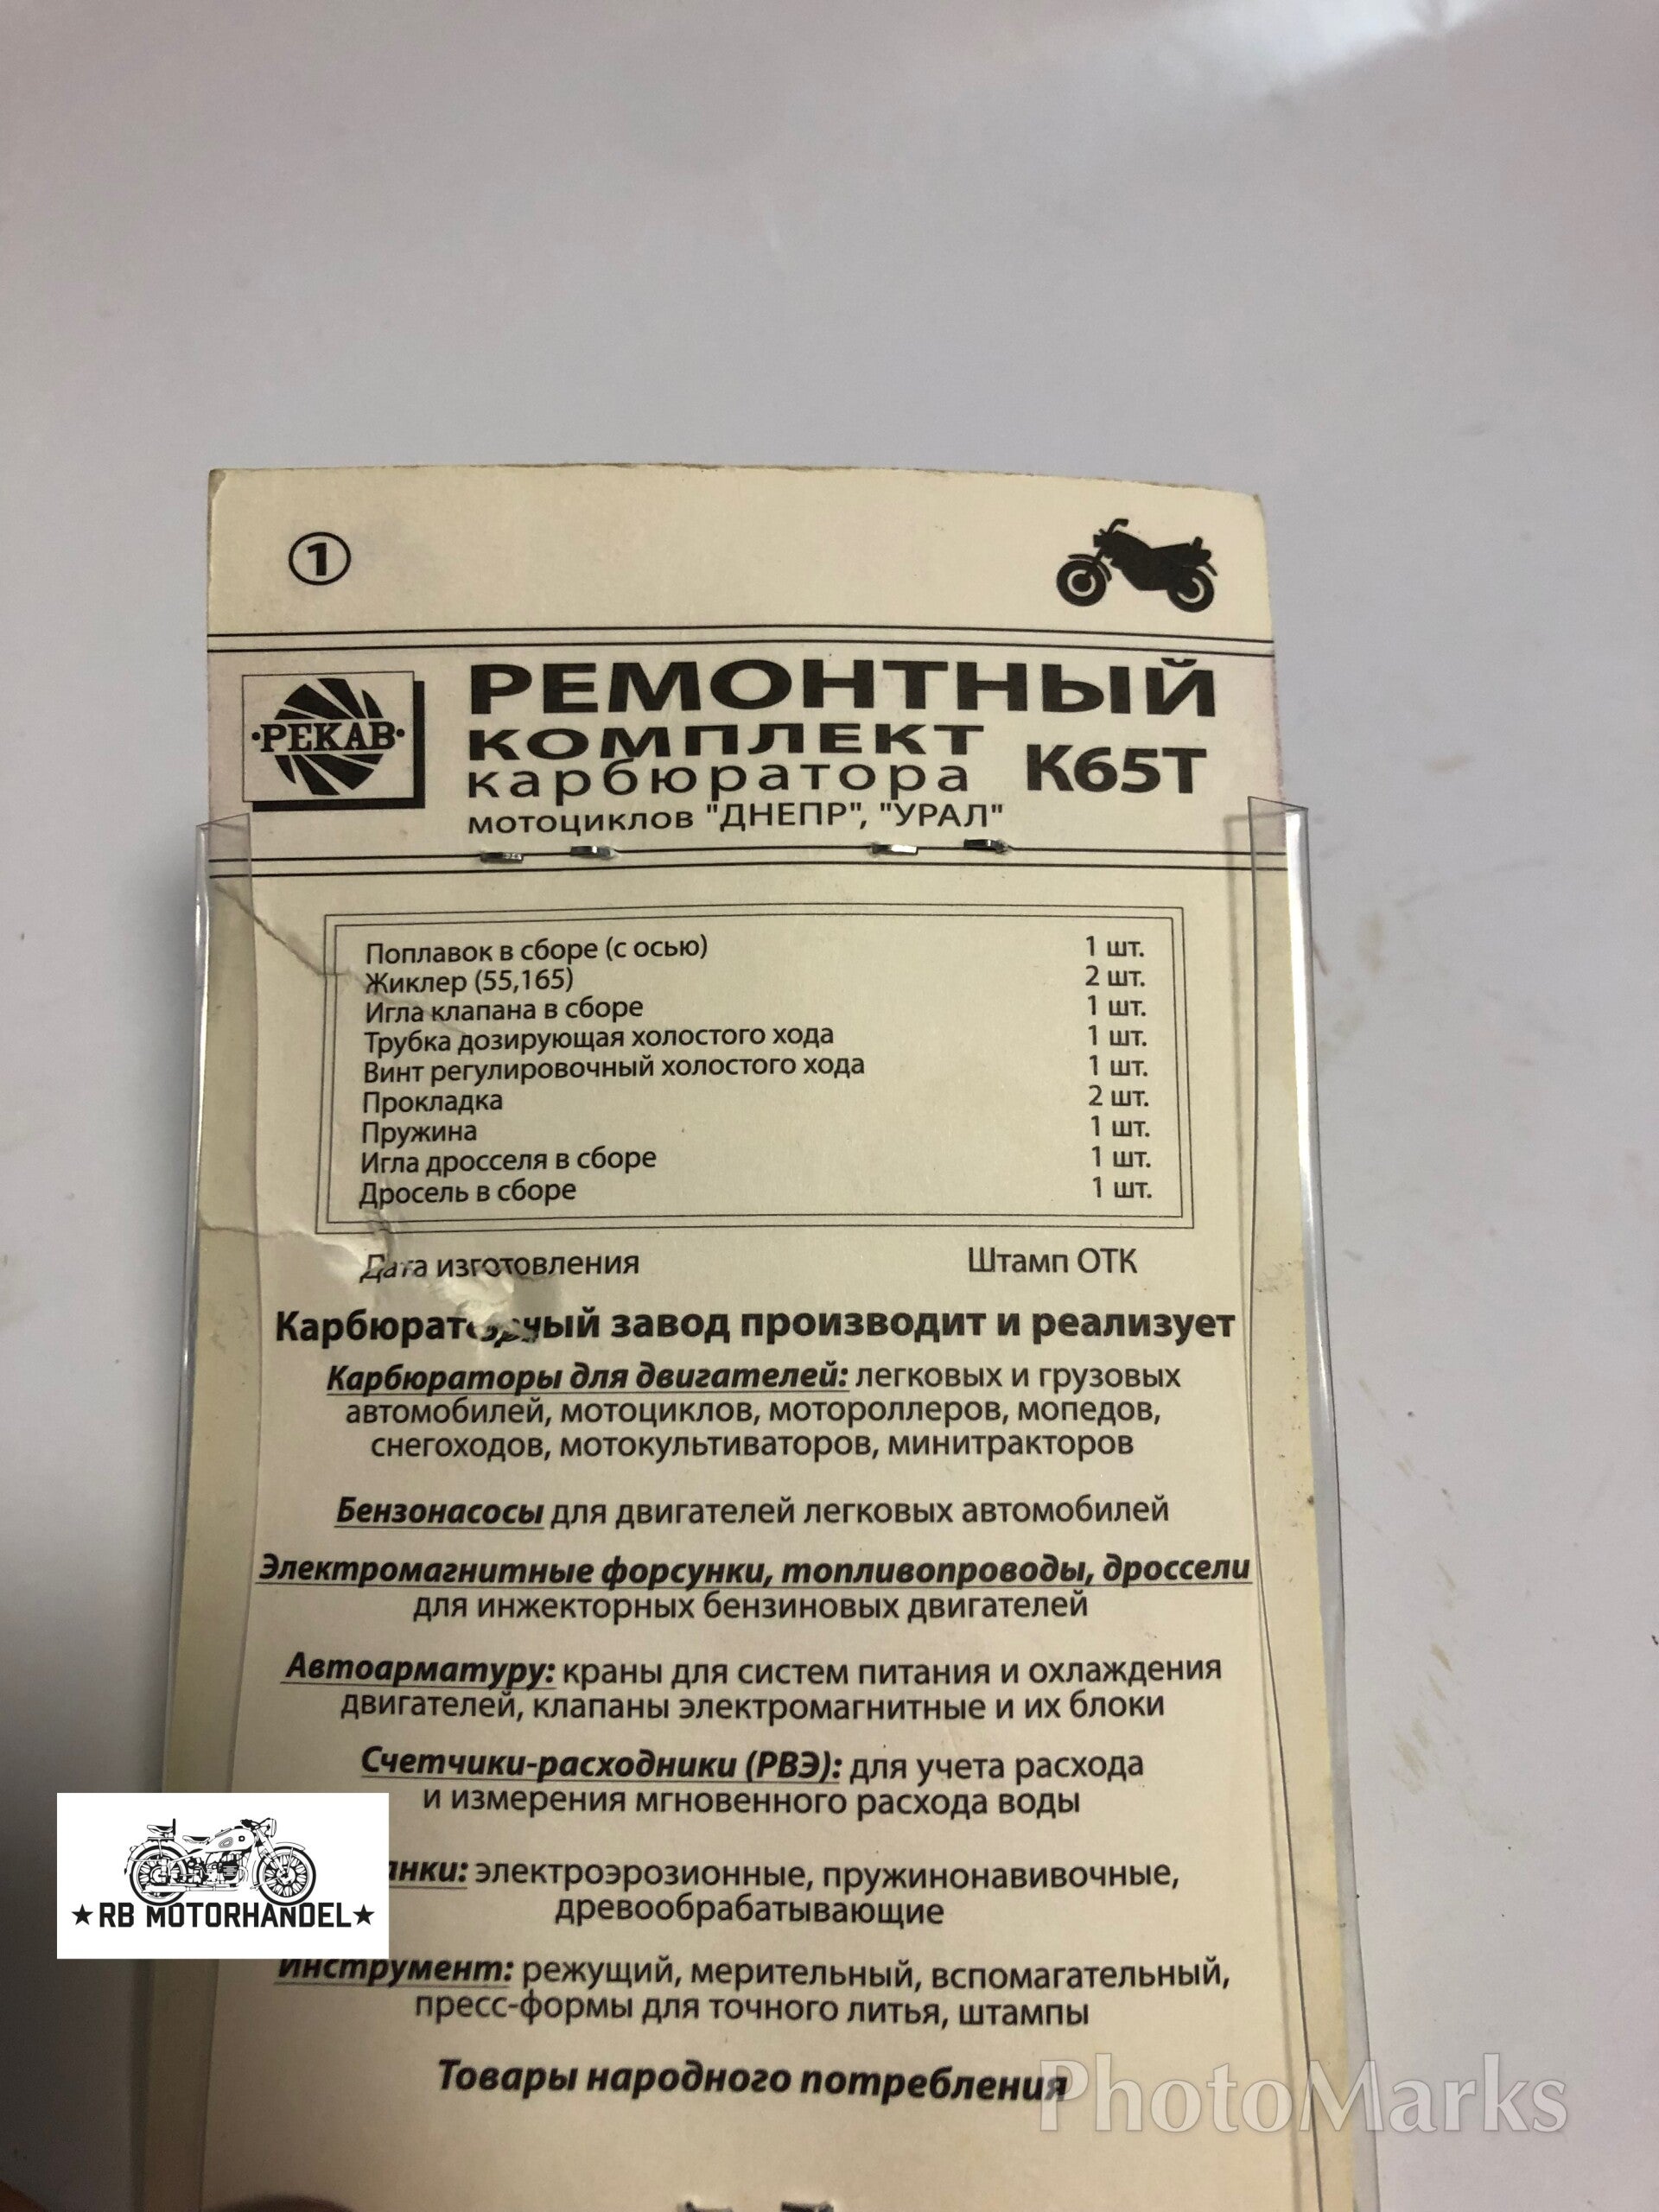 1
РЕМОНТНЫЙ
·РЕКАВ·
КОМПЛЕКТ
карбюратора К65Т
мотоциклов "ДНЕПР", "УРАЛ"
Поплавок в сборе (с осью) 1 шт.
Жиклер (55,165) 2 шт.
Игла клапана в сборе 1 шт.
Трубка дозирующая холостого хода 1 шт.
Винт регулировочный холостого хода 1 шт.
Прокладка 2 шт.
Пружина 1 шт.
Игла дросселя в сборе 1 шт.
Дросель в сборе 1 шт.
Дата изготовления Штамп ОТК
Карбюраторный завод производит и реализует
Карбюраторы для двигателей: легковых и грузовых
автомобилей, мотоциклов, мотороллеров, мопедов,
снегоходов, мотокультиваторов, минитракторов
Бензонасосы для двигателей легковых автомобилей
Электромагнитные форсунки, топливопроводы, дроссели
для инжекторных бензиновых двигателей
Автоарматуру: краны для систем питания и охлаждения
двигателей, клапаны электромагнитные и их блоки
Счетчики-расходники (РВЭ): для учета расхода
и измерения мгновенного расхода воды
электроэрозионные, пружинонавивочные,
древообрабатывающие
★ RB MOTORHANDEL ★
Инструмент: режущий, мерительный, вспомагательный,
пресс-формы для точного литья, штампы
Товары народного потребления
PhotoMarks